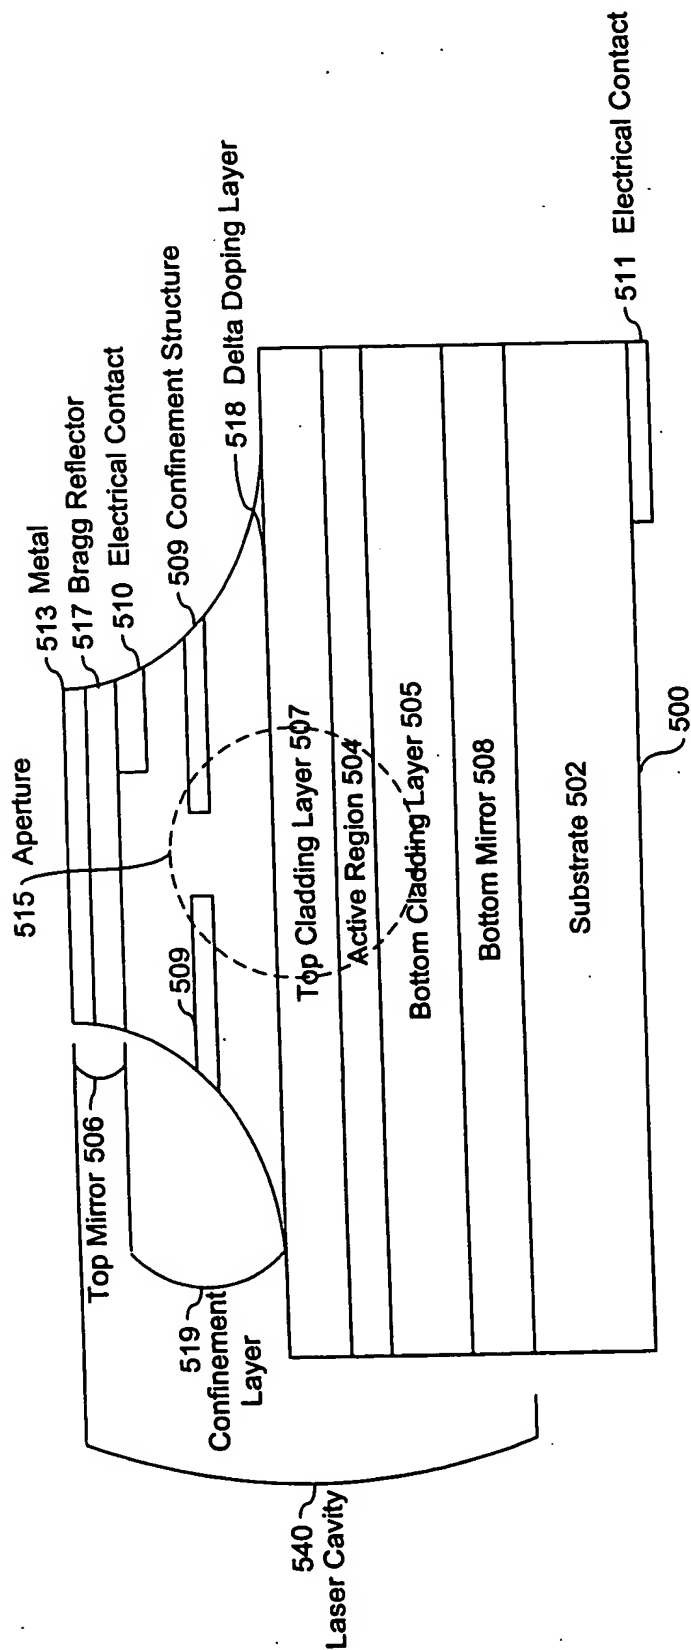 515 Aperture
513 Metal
517 Bragg Reflector
510 Electrical Contact
509 Confinement Structure
518 Delta Doping Layer
Top Mirror 506
509
519
Confinement
Layer
Top Cladding Layer 507
Active Region 504
Bottom Cladding Layer 505
Bottom Mirror 508
Substrate 502
540
Laser Cavity
511 Electrical Contact
500